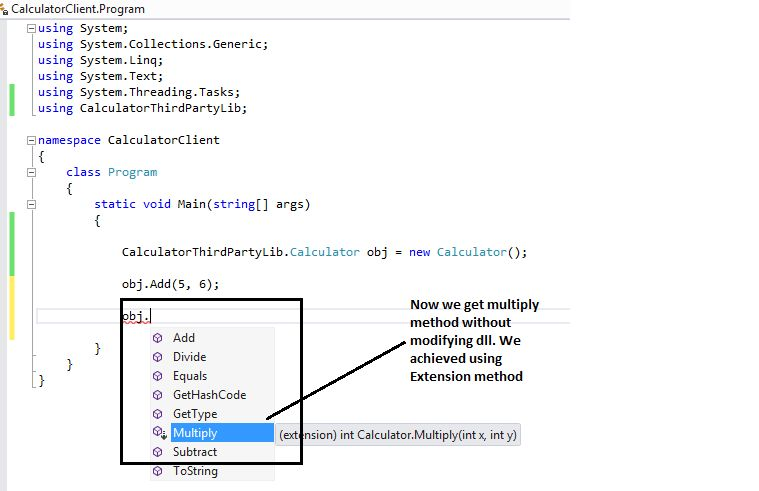 CalculatorClient.Program
using System;
using System.Collections.Generic;
using System.Linq;
using System.Text;
using System.Threading.Tasks;
using CalculatorThirdPartyLib;
namespace CalculatorClient
{
class Program
{
static void Main(string[] args)
{
CalculatorThirdPartyLib.Calculator obj = new Calculator();
obj.Add(5, 6);
obj.
Add
Divide
Equals
GetHashCode
GetType
Multiply
Subtract
ToString
(extension) int Calculator.Multiply(int x, int y)
Now we get multiply
method without
modifying dll. We
achieved using
Extension method
}
}
}